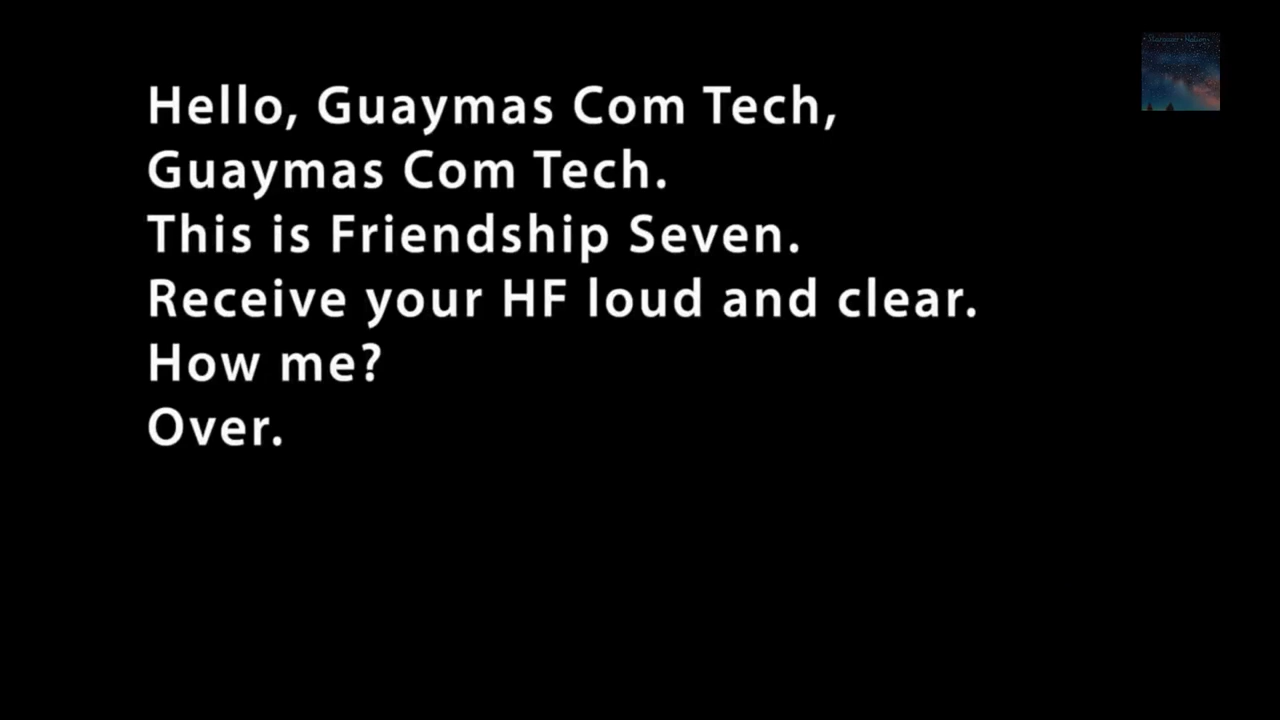 Hello, Guaymas Com Tech,
Guaymas Com Tech.
This is Friendship Seven.
Receive your HF loud and clear.
How me?
Over.